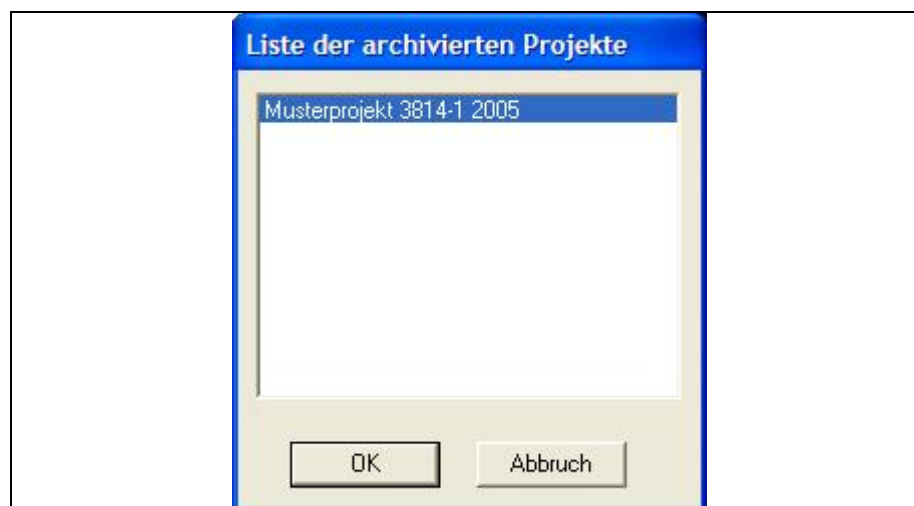 Liste der archivierten Projekte
Musterprojekt 3814-1 2005
OK
Abbruch